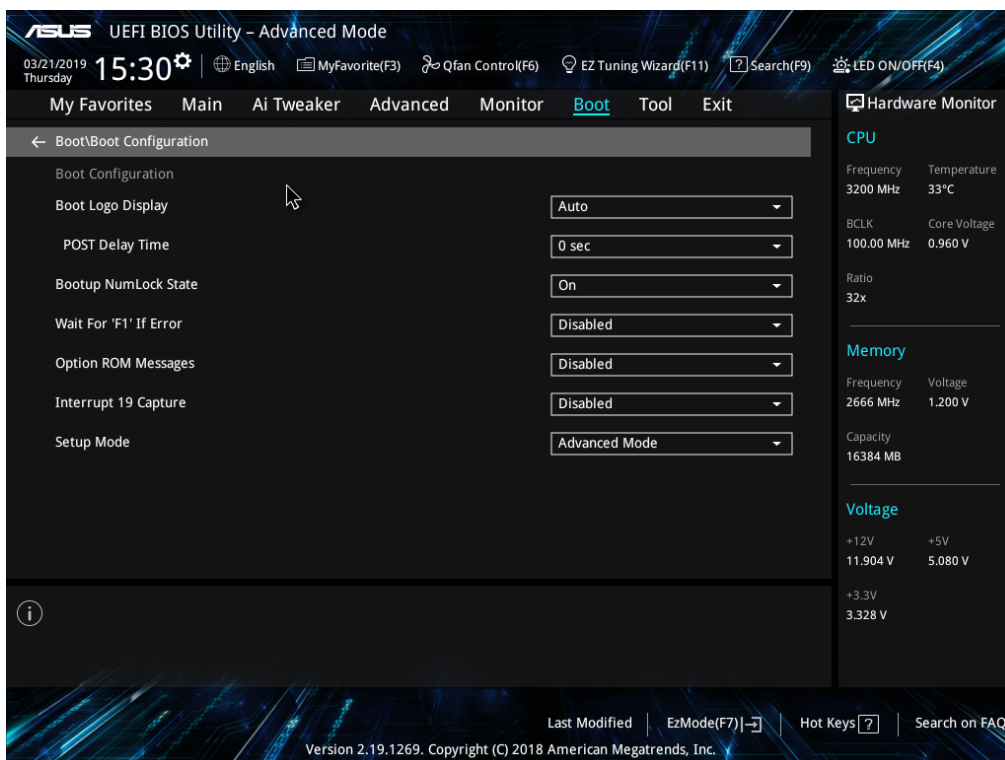 ASUS UEFI BIOS Utility – Advanced Mode
03/21/2019
Thursday
15:30
English MyFavorite(F3) Qfan Control(F6) EZ Tuning Wizard(F11) ? Search(F9) LED ON/OFF(F4)
My Favorites Main Ai Tweaker Advanced Monitor Boot Tool Exit
← Boot\Boot Configuration
Boot Configuration
Boot Logo Display Auto
POST Delay Time 0 sec
Bootup NumLock State On
Wait For 'F1' If Error Disabled
Option ROM Messages Disabled
Interrupt 19 Capture Disabled
Setup Mode Advanced Mode
Hardware Monitor
CPU
Frequency Temperature
3200 MHz 33°C
BCLK Core Voltage
100.00 MHz 0.960 V
Ratio
32x
Memory
Frequency Voltage
2666 MHz 1.200 V
Capacity
16384 MB
Voltage
+12V +5V
11.904 V 5.080 V
+3.3V
3.328 V
i
Last Modified EzMode(F7) Hot Keys ? Search on FAQ
Version 2.19.1269. Copyright (C) 2018 American Megatrends, Inc.